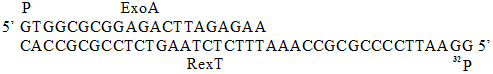 P ExoA
5’ GTGGCGCGGAGACTTAGAGAA
CACCGCGCCTCTGAATCTCTTTAAACCGCGCCCCTTAAGG 5’
RexT ³²P